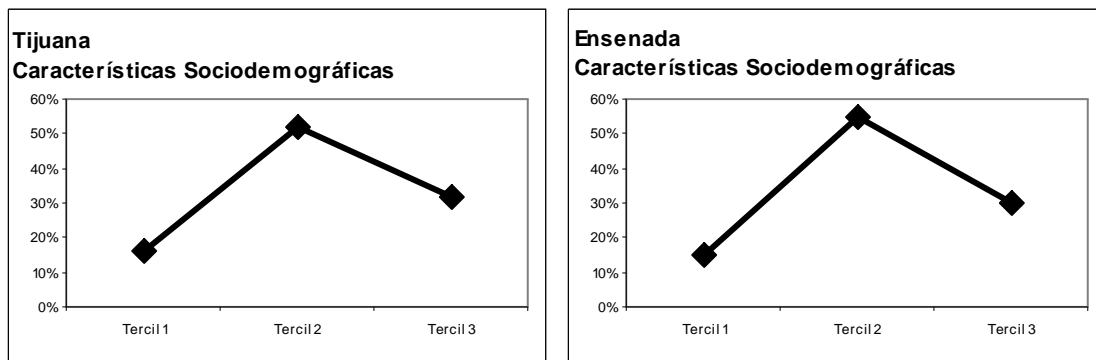 Tijuana
Características Sociodemográficas
60%
50%
40%
30%
20%
10%
0%
Tercil 1 Tercil 2 Tercil 3
Ensenada
Características Sociodemográficas
60%
50%
40%
30%
20%
10%
0%
Tercil 1 Tercil 2 Tercil 3